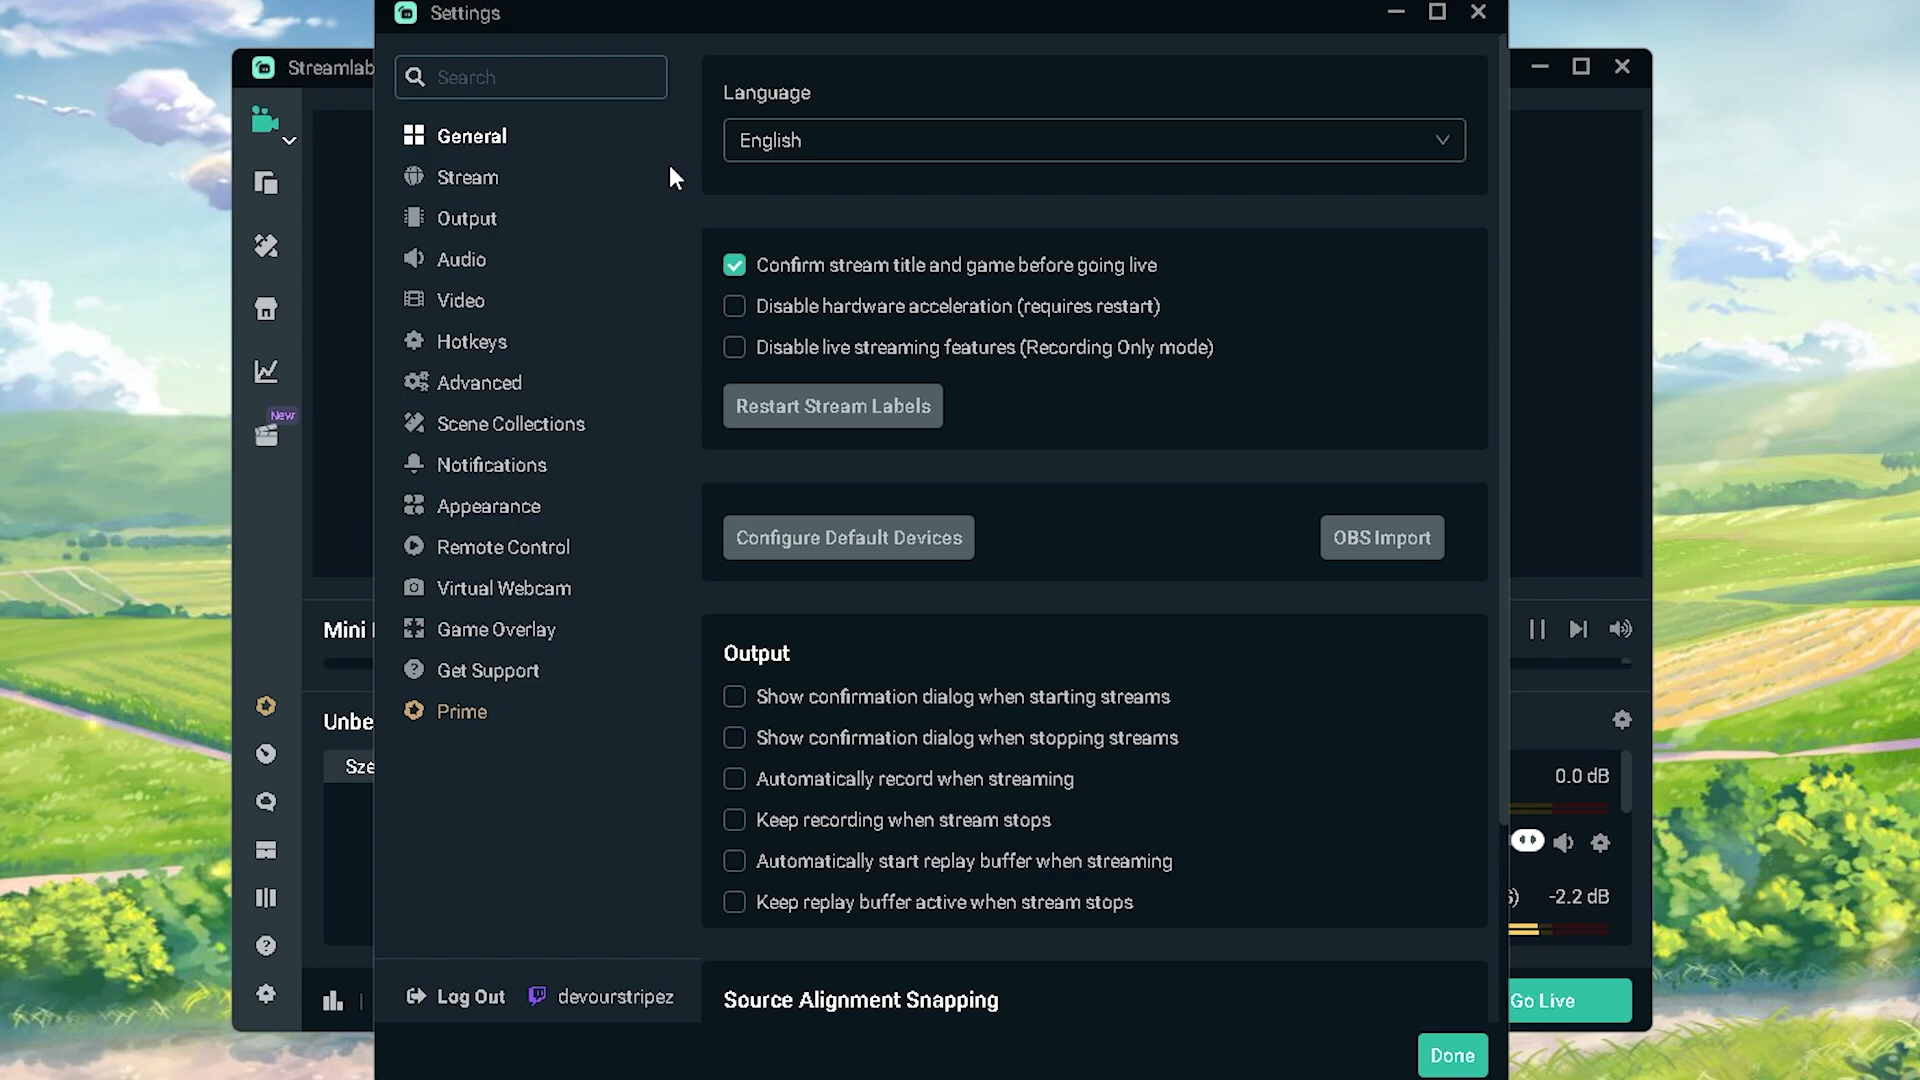 Settings
Streamlab
Search
General
Stream
Output
Audio
Video
Hotkeys
Advanced
Scene Collections
Notifications
Appearance
Remote Control
Virtual Webcam
Game Overlay
Get Support
Prime
Log Out
devourstripez
Language
English
Confirm stream title and game before going live
Disable hardware acceleration (requires restart)
Disable live streaming features (Recording Only mode)
Restart Stream Labels
Configure Default Devices
OBS Import
Output
Show confirmation dialog when starting streams
Show confirmation dialog when stopping streams
Automatically record when streaming
Keep recording when stream stops
Automatically start replay buffer when streaming
Keep replay buffer active when stream stops
Source Alignment Snapping
Done
New
Mini
Unbe
Sze
0.0 dB
-2.2 dB
Go Live